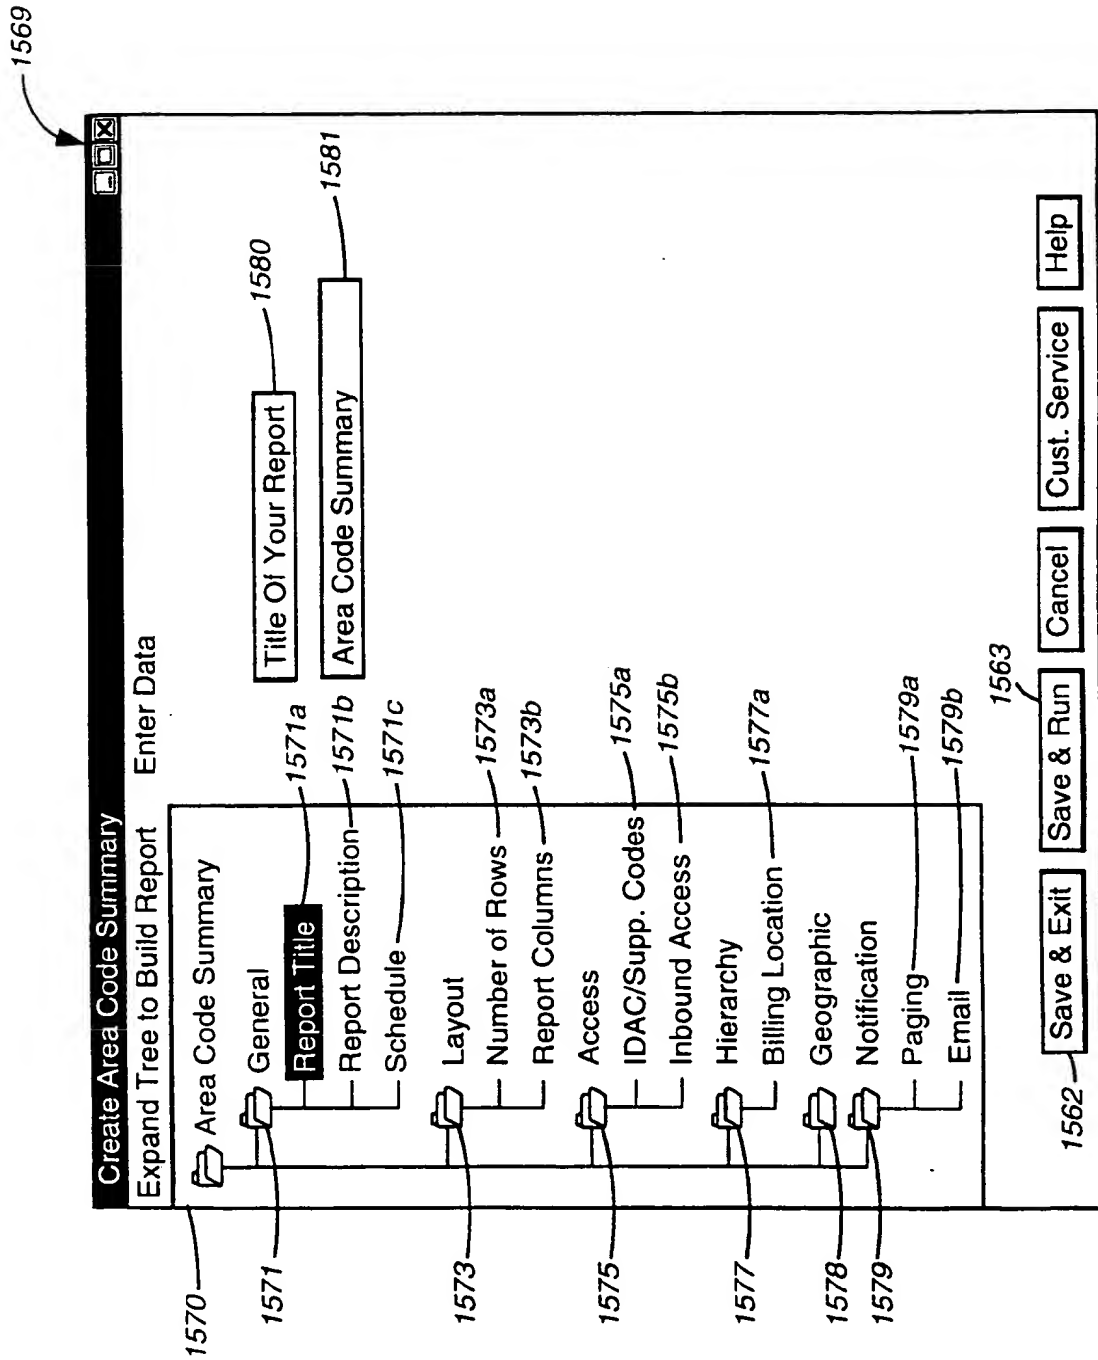 1569
Create Area Code Summary
Expand Tree to Build Report
Enter Data
1570
Area Code Summary
1571
General
Report Title
1571a
Report Description
1571b
Schedule
1571c
Title Of Your Report
1580
Area Code Summary
1581
1573
Layout
Number of Rows
1573a
Report Columns
1573b
1575
Access
IDAC/Supp. Codes
1575a
Inbound Access
1575b
1577
Hierarchy
Billing Location
1577a
1578
Geographic
1579
Notification
Paging
1579a
Email
1579b
1562
Save & Exit
1563
Save & Run
Cancel
Cust. Service
Help